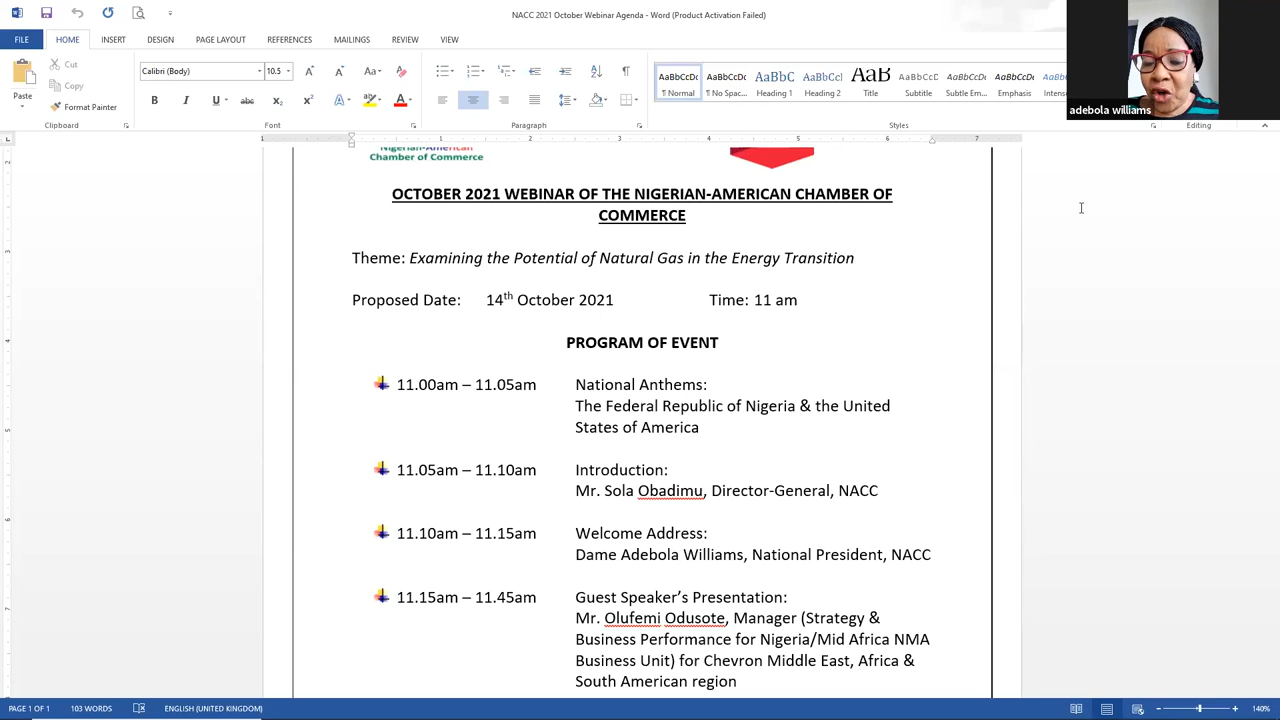 NACC 2021 October Webinar Agenda - Word (Product Activation Failed)
FILE HOME INSERT DESIGN PAGE LAYOUT REFERENCES MAILINGS REVIEW VIEW
Cut
Copy
Format Painter
Paste
Clipboard
Calibri (Body) 10.5
Font
Paragraph
AaBbCcDc AaBbCcDc AaBbC AaBbCcl AaB AaBbCcD AaBbCcDc AaBbCcDc
¶ Normal ¶ No Spac... Heading 1 Heading 2 Title Subtitle Subtle Em... Emphasis
Styles
Editing
adebola williams
Nigerian-American
Chamber of Commerce
OCTOBER 2021 WEBINAR OF THE NIGERIAN-AMERICAN CHAMBER OF
COMMERCE
Theme: Examining the Potential of Natural Gas in the Energy Transition
Proposed Date: 14th October 2021 Time: 11 am
PROGRAM OF EVENT
11.00am – 11.05am National Anthems:
The Federal Republic of Nigeria & the United
States of America
11.05am – 11.10am Introduction:
Mr. Sola Obadimu, Director-General, NACC
11.10am – 11.15am Welcome Address:
Dame Adebola Williams, National President, NACC
11.15am – 11.45am Guest Speaker’s Presentation:
Mr. Olufemi Odusote, Manager (Strategy &
Business Performance for Nigeria/Mid Africa NMA
Business Unit) for Chevron Middle East, Africa &
South American region
PAGE 1 OF 1 103 WORDS ENGLISH (UNITED KINGDOM) 140%